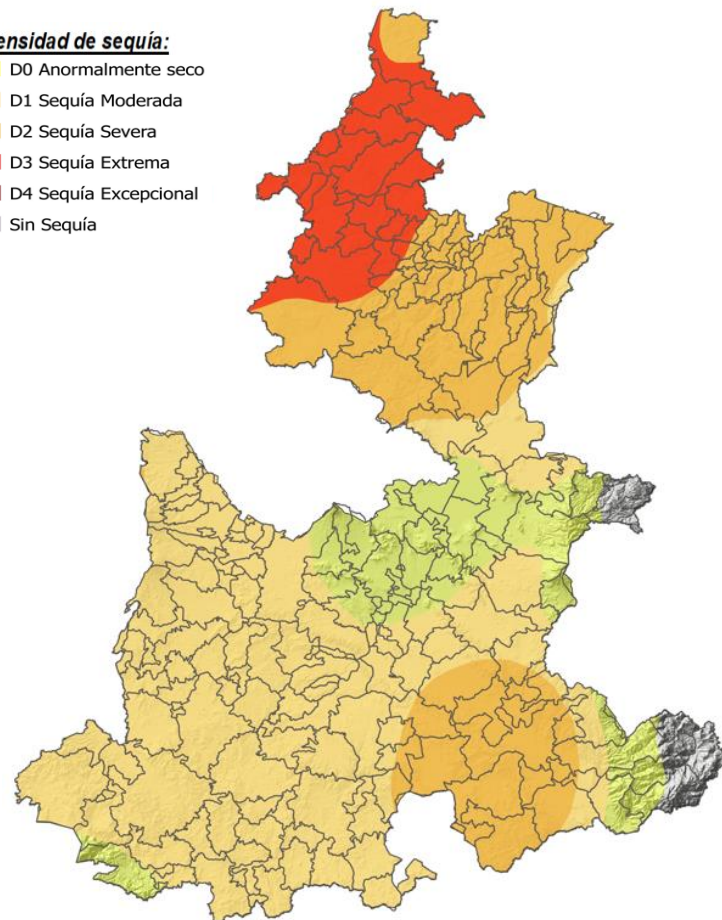 ensidad de sequía:
D0 Anormalmente seco
D1 Sequía Moderada
D2 Sequía Severa
D3 Sequía Extrema
D4 Sequía Excepcional
Sin Sequía